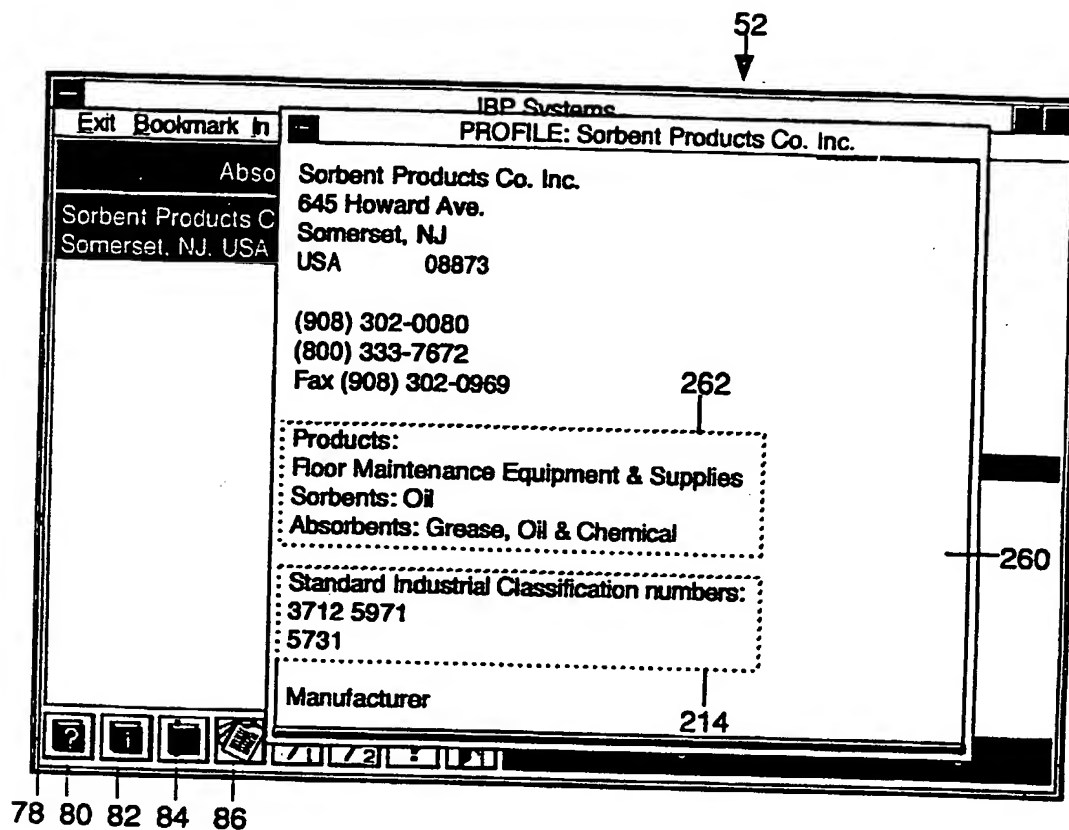 52
IBP Systems
Exit Bookmark In
PROFILE: Sorbent Products Co. Inc.
Abso
Sorbent Products C
Somerset, NJ. USA
Sorbent Products Co. Inc.
645 Howard Ave.
Somerset, NJ
USA 08873
(908) 302-0080
(800) 333-7672
Fax (908) 302-0969
262
Products:
Floor Maintenance Equipment & Supplies
Sorbents: Oil
Absorbents: Grease, Oil & Chemical
260
Standard Industrial Classification numbers:
3712 5971
5731
214
Manufacturer
? i
78 80 82 84 86